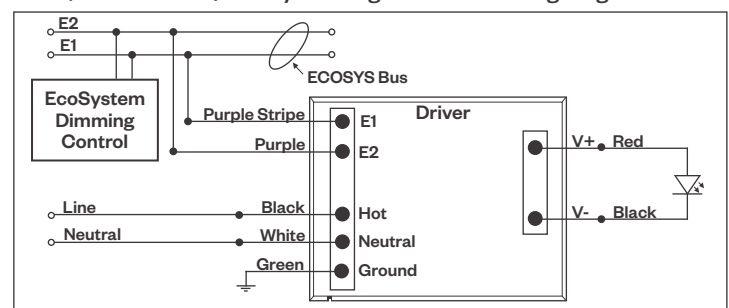 E2
E1
ECOSYS Bus
EcoSystem
Dimming
Control
Driver
Purple Stripe
E1
Purple
E2
V+
Red
Line
Black
Hot
V-
Black
Neutral
White
Neutral
Green
Ground